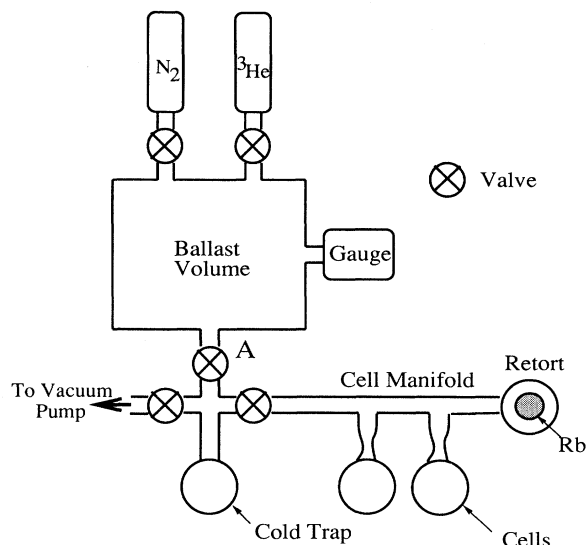 N2
3He
Valve
Ballast
Volume
Gauge
A
Retort
To Vacuum
Pump
Cell Manifold
Rb
Cold Trap
Cells